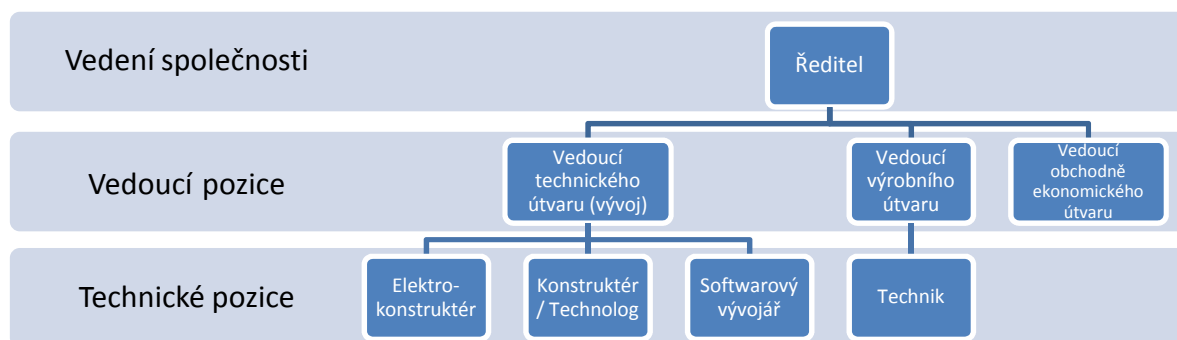 Vedení společnosti
Ředitel
Vedoucí pozice
Vedoucí
technického
útvaru (vývoj)
Vedoucí
výrobního
útvaru
Vedoucí
obchodně
ekonomického
útvaru
Technické pozice
Elektro-
konstruktér
Konstruktér
/ Technolog
Softwarový
vývojář
Technik